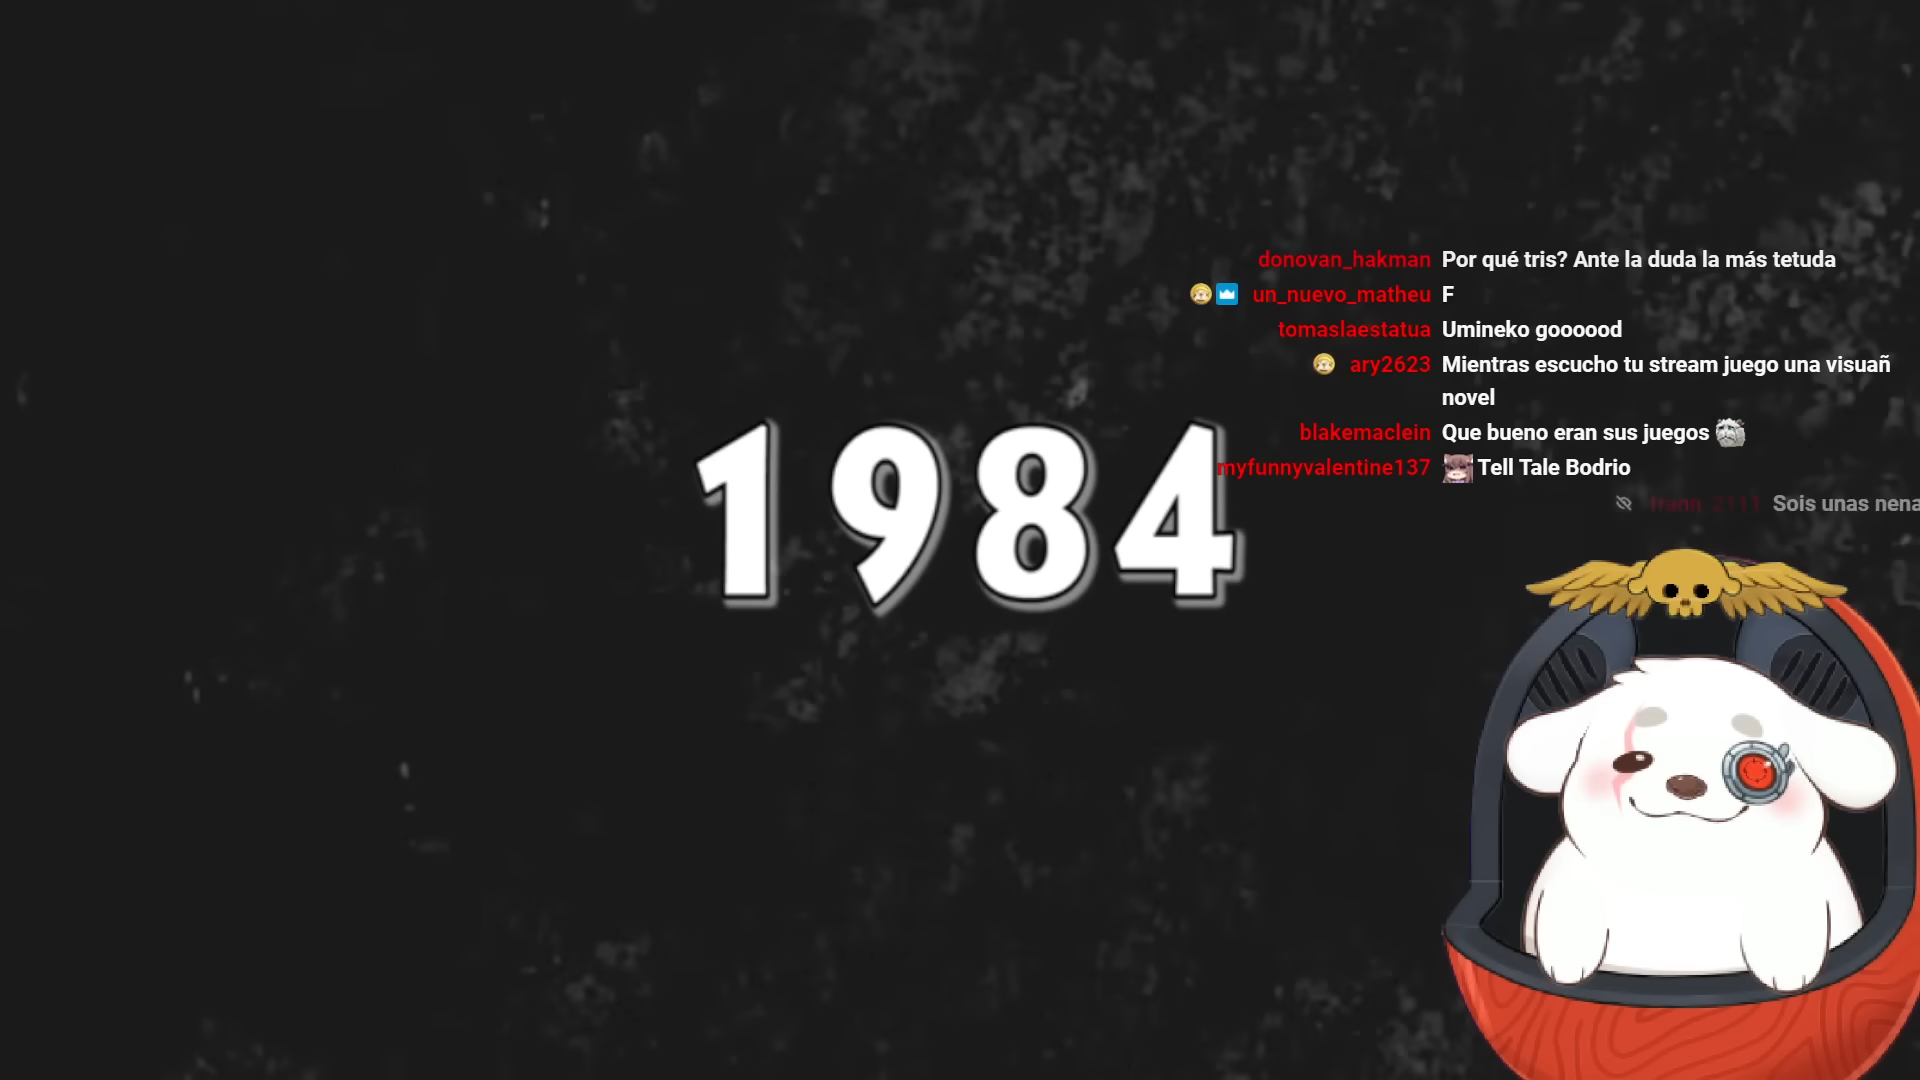 donovan_hakman Por qué tris? Ante la duda la más tetuda
un_nuevo_matheu F
tomaslaestatua Umineko goooood
ary2623 Mientras escucho tu stream juego una visuañ
novel
blakemaclein Que bueno eran sus juegos
myfunnyvalentine137 Tell Tale Bodrio
Sois unas nena
1984